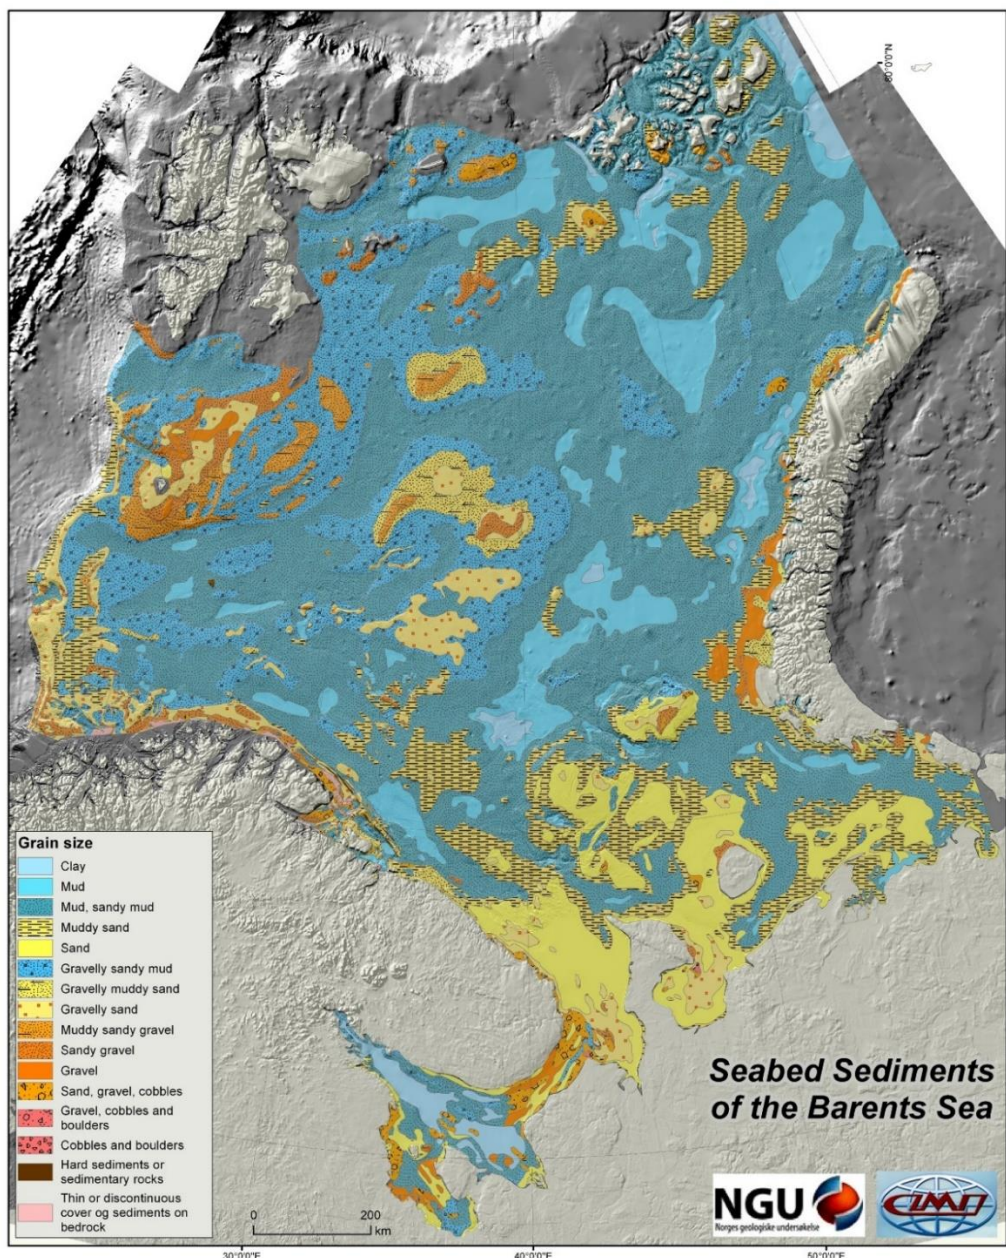 80°0'0"N
Grain size
Clay
Mud
Mud, sandy mud
Muddy sand
Sand
Gravelly sandy mud
Gravelly muddy sand
Gravelly sand
Muddy sandy gravel
Sandy gravel
Gravel
Sand, gravel, cobbles
Gravel, cobbles and
boulders
Cobbles and boulders
Hard sediments or
sedimentary rocks
Thin or discontinuous
cover og sediments on
bedrock
0 200
km
Seabed Sediments
of the Barents Sea
NGU
Norges geologiske undersøkelse
30°0'0"E 40°0'0"E 50°0'0"E